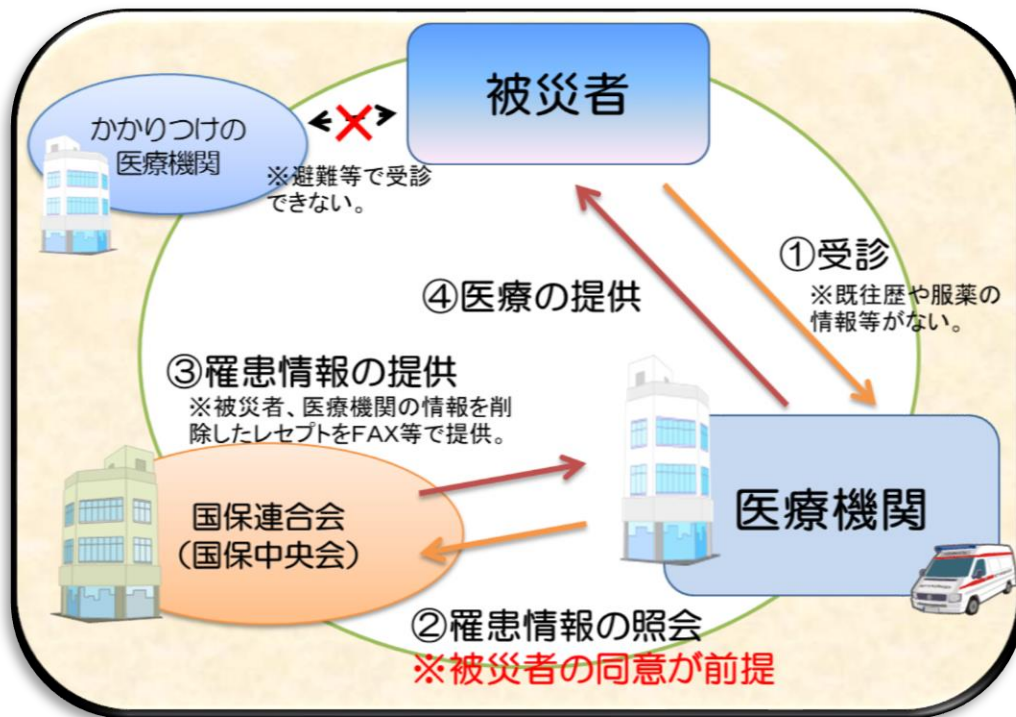 被災者
かかりつけの
医療機関
※避難等で受診
できない。
①受診
※既往歴や服薬の
情報等がない。
④医療の提供
③罹患情報の提供
※被災者、医療機関の情報を削
除したレセプトをFAX等で提供。
国保連合会
（国保中央会）
医療機関
②罹患情報の照会
※被災者の同意が前提